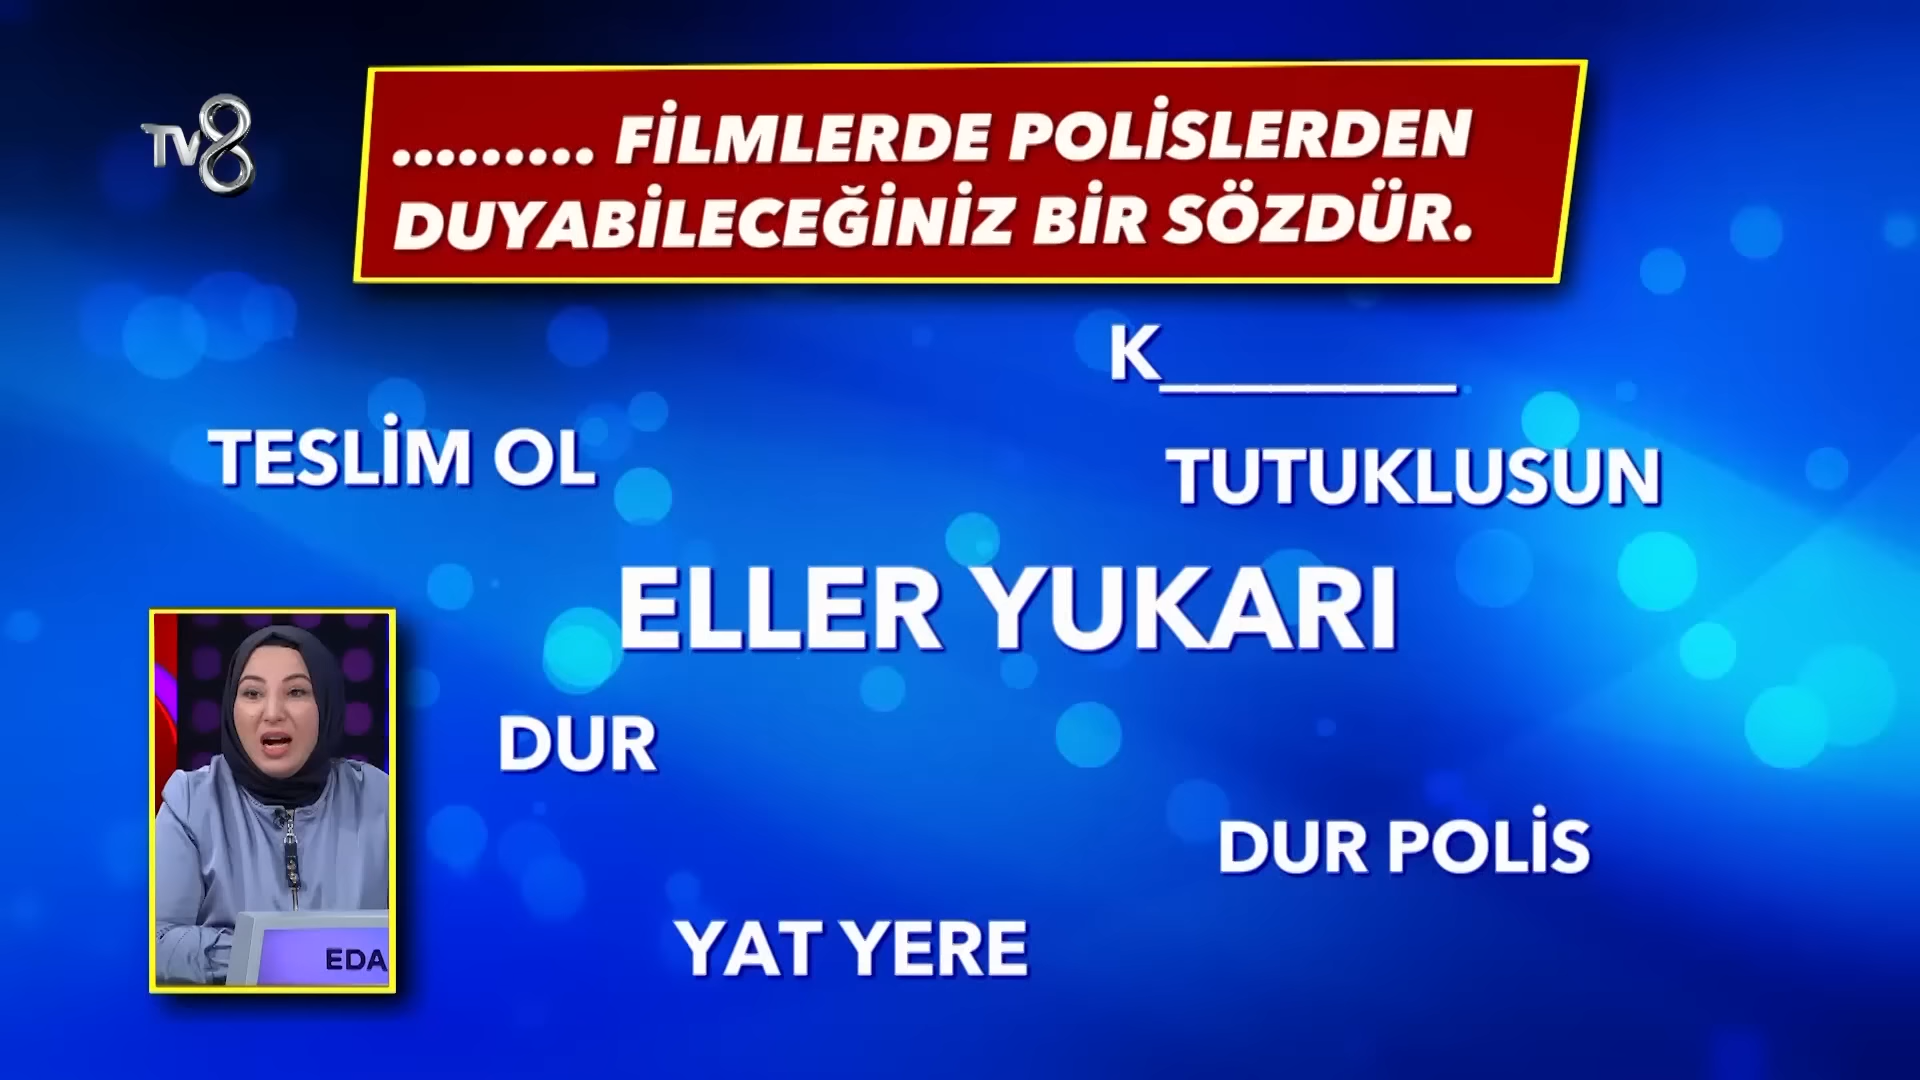 TV8
......... FİLMLERDE POLİSLERDEN
DUYABİLECEĞİNİZ BİR SÖZDÜR.
K________
TESLİM OL
TUTUKLUSUN
ELLER YUKARI
DUR
DUR POLİS
YAT YERE
EDA